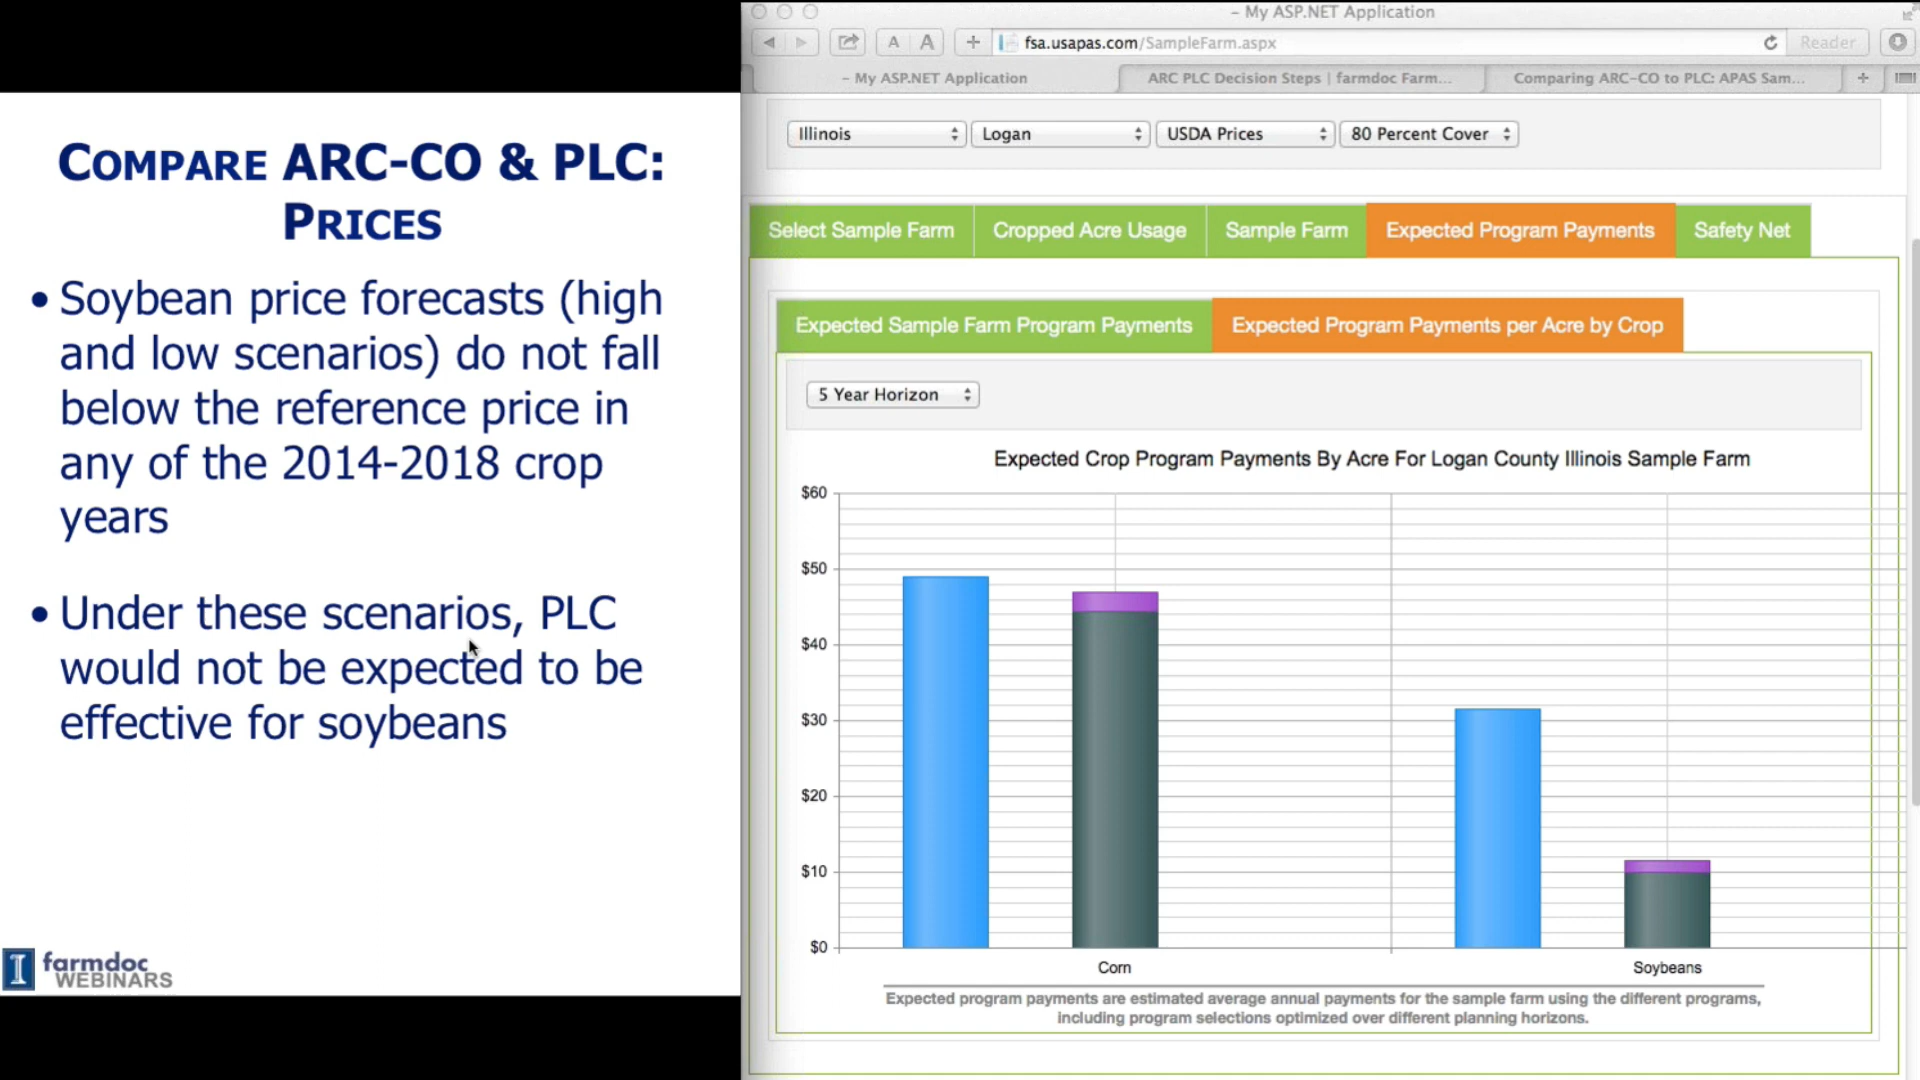 COMPARE ARC-CO & PLC:
PRICES
• Soybean price forecasts (high
and low scenarios) do not fall
below the reference price in
any of the 2014-2018 crop
years
• Under these scenarios, PLC
would not be expected to be
effective for soybeans
I farmdoc
WEBINARS
– My ASP.NET Application
A A + fsa.usapas.com/SampleFarm.aspx Reader
– My ASP.NET Application ARC PLC Decision Steps | farmdoc Farm... Comparing ARC-CO to PLC: APAS Sam... +
Illinois Logan USDA Prices 80 Percent Cover
Select Sample Farm Cropped Acre Usage Sample Farm Expected Program Payments Safety Net
Expected Sample Farm Program Payments Expected Program Payments per Acre by Crop
5 Year Horizon
Expected Crop Program Payments By Acre For Logan County Illinois Sample Farm
$60
$50
$40
$30
$20
$10
$0
Corn Soybeans
Expected program payments are estimated average annual payments for the sample farm using the different programs,
including program selections optimized over different planning horizons.